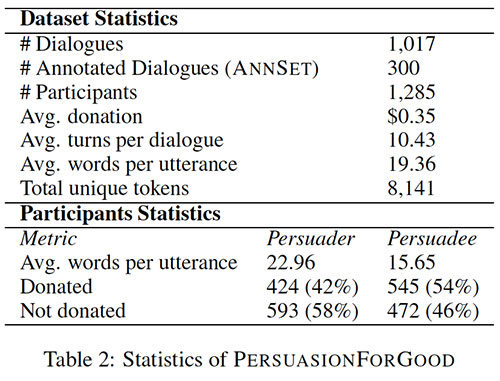 Dataset Statistics
# Dialogues 1,017
# Annotated Dialogues (ANNSET) 300
# Participants 1,285
Avg. donation $0.35
Avg. turns per dialogue 10.43
Avg. words per utterance 19.36
Total unique tokens 8,141
Participants Statistics
Metric Persuader Persuadee
Avg. words per utterance 22.96 15.65
Donated 424 (42%) 545 (54%)
Not donated 593 (58%) 472 (46%)
Table 2: Statistics of PERSUASIONFORGOOD